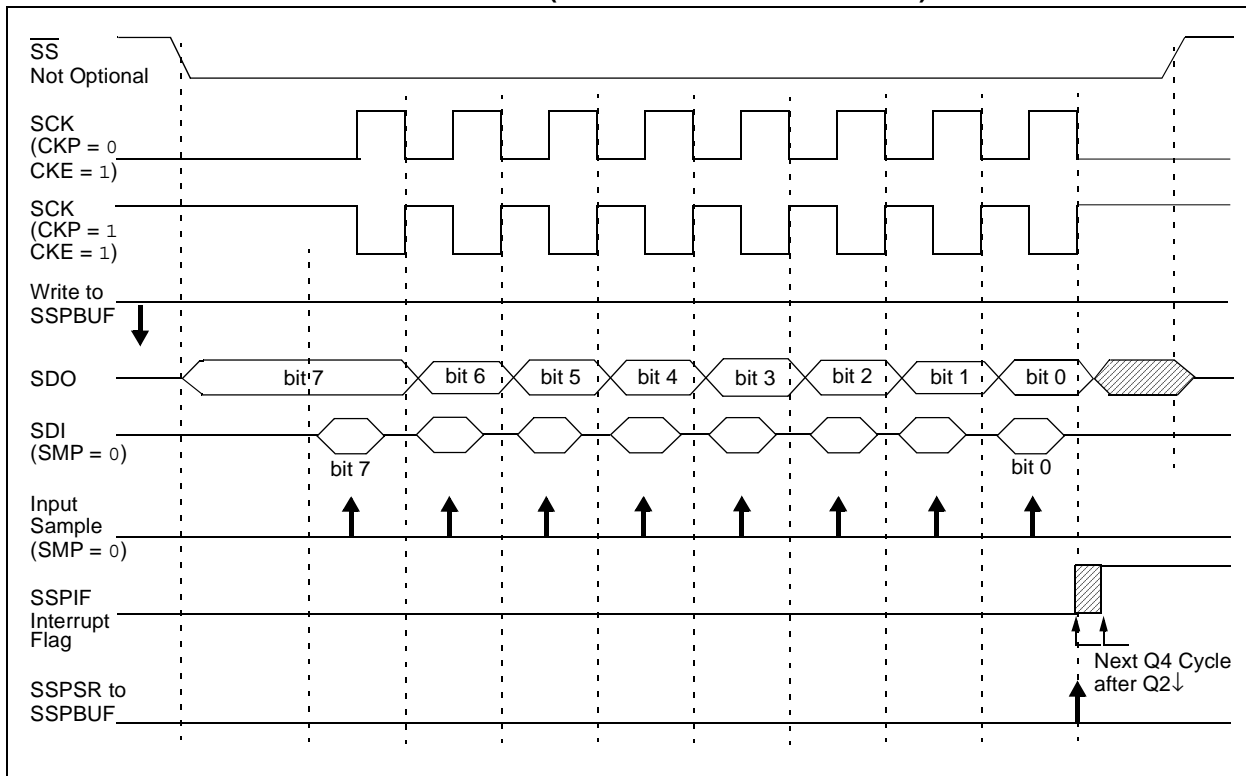 SS
Not Optional
SCK
(CKP = 0
CKE = 1)
SCK
(CKP = 1
CKE = 1)
Write to
SSPBUF
SDO
bit 7
bit 6
bit 5
bit 4
bit 3
bit 2
bit 1
bit 0
SDI
(SMP = 0)
bit 7
bit 0
Input
Sample
(SMP = 0)
SSPIF
Interrupt
Flag
Next Q4 Cycle
after Q2↓
SSPSR to
SSPBUF